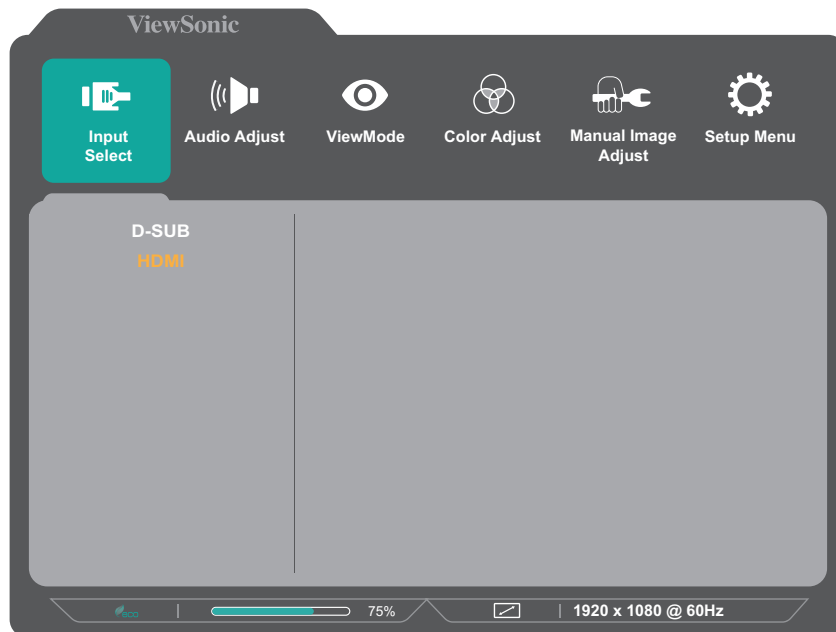 ViewSonic
Input Select
Audio Adjust
ViewMode
Color Adjust
Manual Image Adjust
Setup Menu
D-SUB
HDMI
eco
75%
1920 x 1080 @ 60Hz